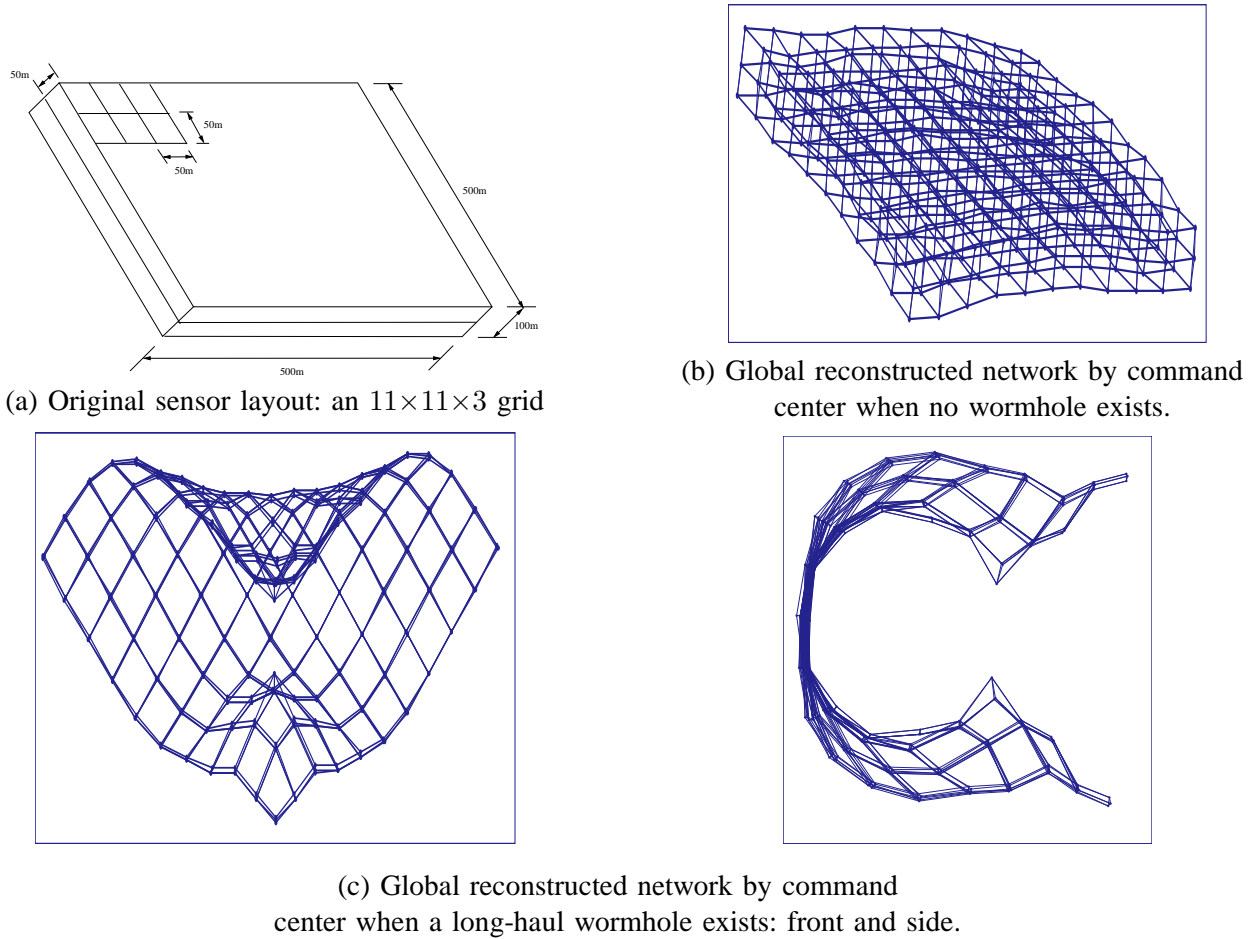 50m
50m
50m
500m
100m
500m
(a) Original sensor layout: an 11×11×3 grid
(b) Global reconstructed network by command
center when no wormhole exists.
(c) Global reconstructed network by command
center when a long-haul wormhole exists: front and side.